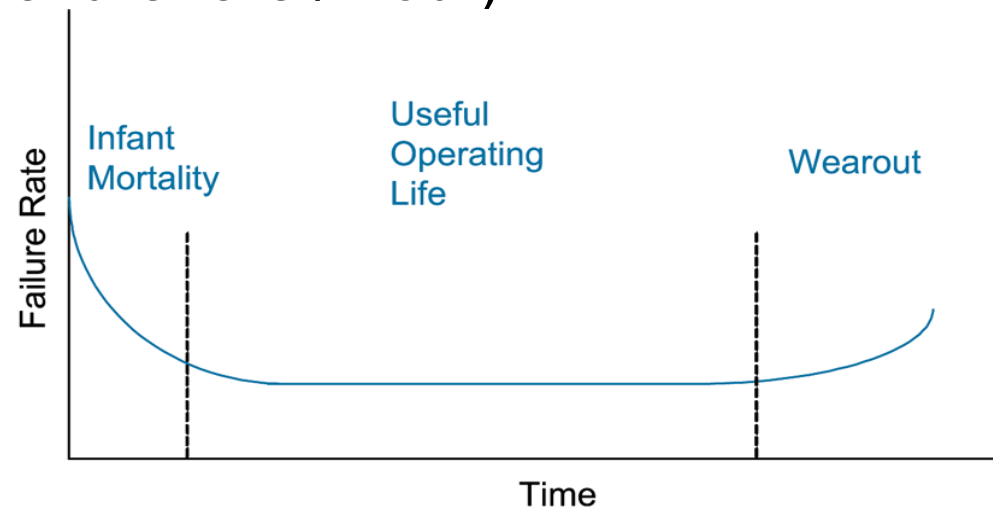 Infant
Mortality
Useful
Operating
Life
Wearout
Failure Rate
Time